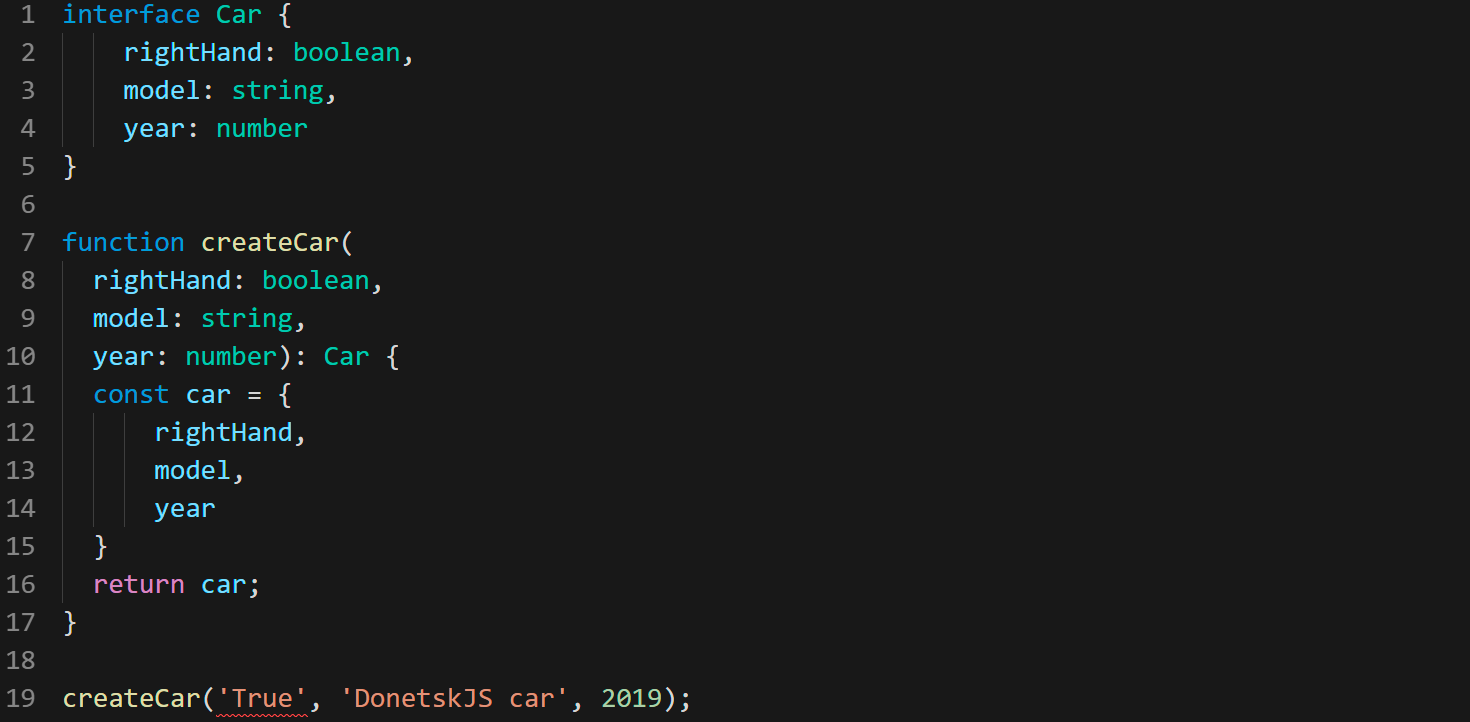 1 interface Car {
2     rightHand: boolean,
3     model: string,
4     year: number
5 }
6
7 function createCar(
8   rightHand: boolean,
9   model: string,
10   year: number): Car {
11   const car = {
12       rightHand,
13       model,
14       year
15   }
16   return car;
17 }
18
19 createCar('True', 'DonetskJS car', 2019);